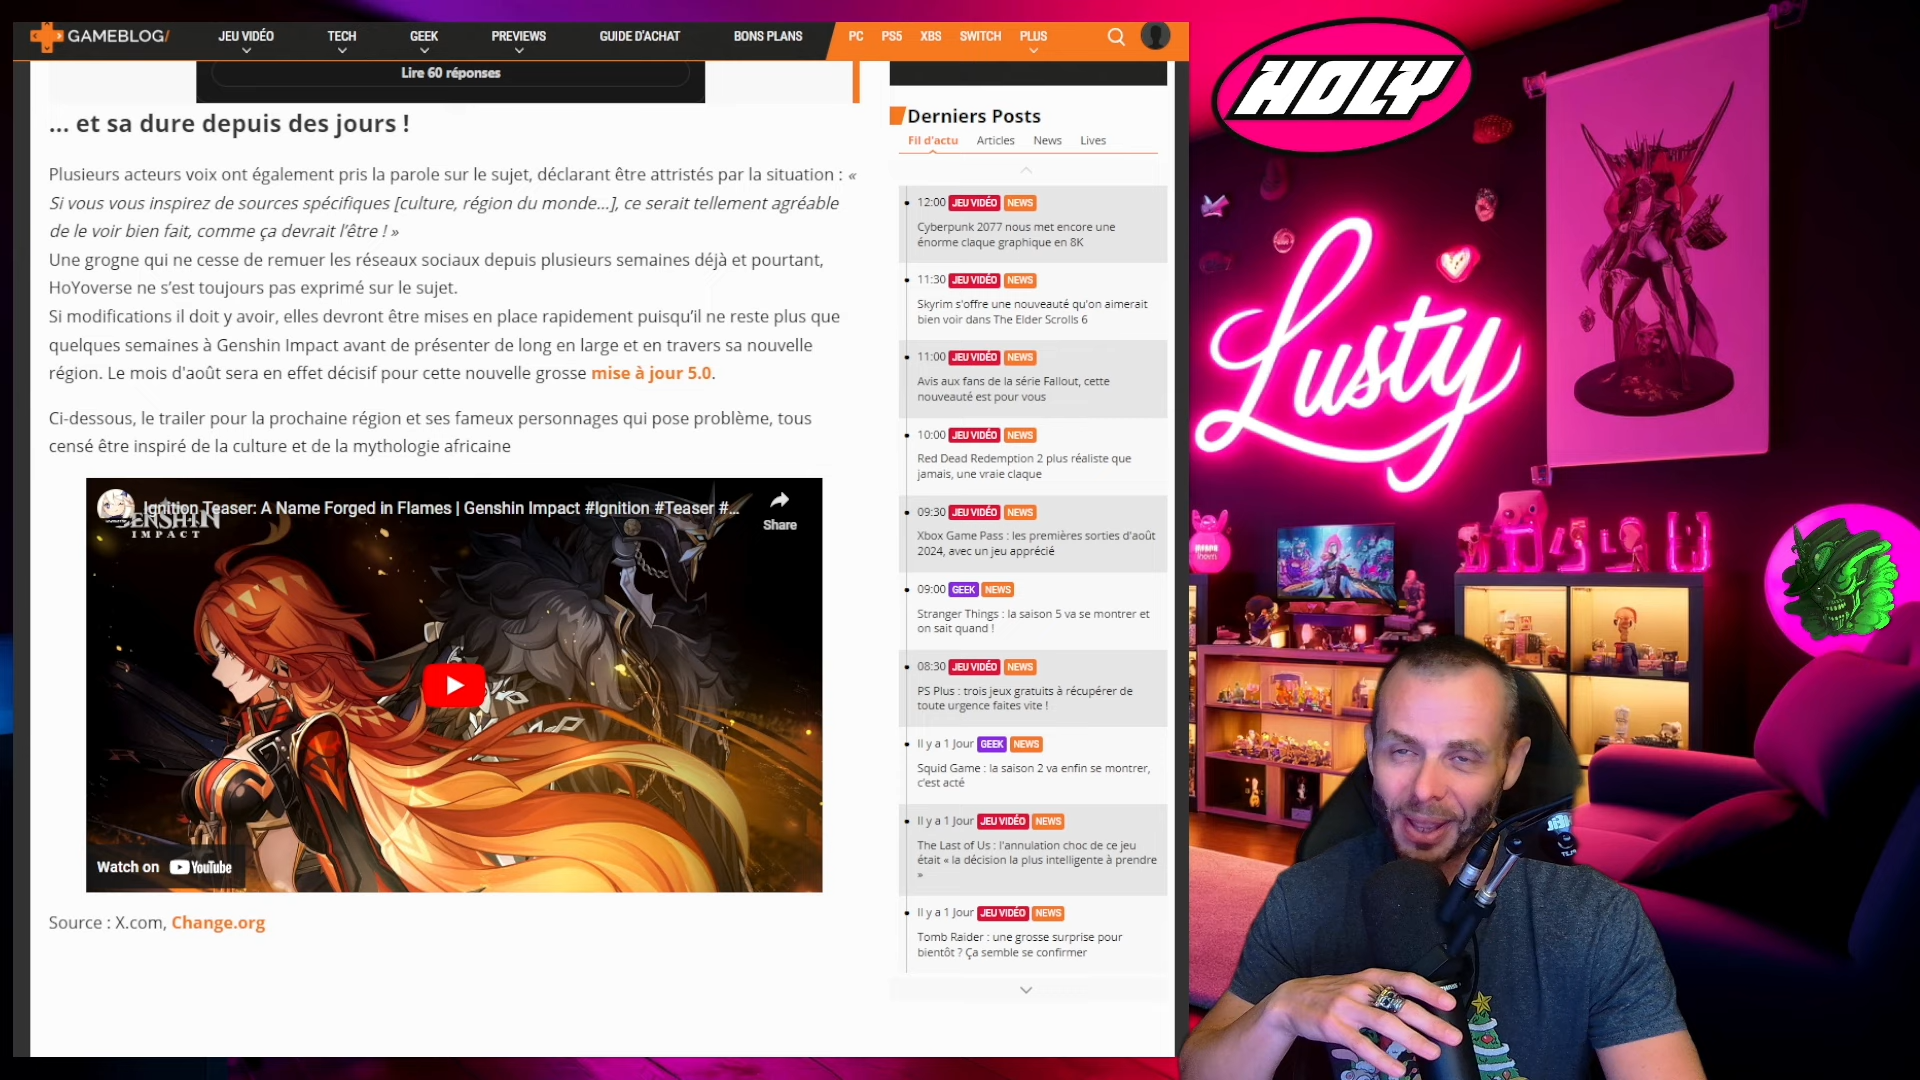 GAMEBLOG/
JEU VIDÉO
TECH
GEEK
PREVIEWS
GUIDE D'ACHAT
BONS PLANS
PC
PS5
XBS
SWITCH
PLUS
Lire 60 réponses
... et sa dure depuis des jours !
Plusieurs acteurs voix ont également pris la parole sur le sujet, déclarant être attristés par la situation : «
Si vous vous inspirez de sources spécifiques [culture, région du monde...], ce serait tellement agréable
de le voir bien fait, comme ça devrait l'être ! »
Une grogne qui ne cesse de remuer les réseaux sociaux depuis plusieurs semaines déjà et pourtant,
HoYoverse ne s'est toujours pas exprimé sur le sujet.
Si modifications il doit y avoir, elles devront être mises en place rapidement puisqu'il ne reste plus que
quelques semaines à Genshin Impact avant de présenter de long en large et en travers sa nouvelle
région. Le mois d'août sera en effet décisif pour cette nouvelle grosse mise à jour 5.0.
Ci-dessous, le trailer pour la prochaine région et ses fameux personnages qui pose problème, tous
censé être inspiré de la culture et de la mythologie africaine
Ignition Teaser: A Name Forged in Flames | Genshin Impact #Ignition #Teaser #...
GENSHIN
IMPACT
Share
Watch on YouTube
Source : X.com, Change.org
Derniers Posts
Fil d'actu
Articles
News
Lives
12:00 JEU VIDÉO NEWS
Cyberpunk 2077 nous met encore une
énorme claque graphique en 8K
11:30 JEU VIDÉO NEWS
Skyrim s'offre une nouveauté qu'on aimerait
bien voir dans The Elder Scrolls 6
11:00 JEU VIDÉO NEWS
Avis aux fans de la série Fallout, cette
nouveauté est pour vous
10:00 JEU VIDÉO NEWS
Red Dead Redemption 2 plus réaliste que
jamais, une vraie claque
09:30 JEU VIDÉO NEWS
Xbox Game Pass : les premières sorties d'août
2024, avec un jeu apprécié
09:00 GEEK NEWS
Stranger Things : la saison 5 va se montrer et
on sait quand !
08:30 JEU VIDÉO NEWS
PS Plus : trois jeux gratuits à récupérer de
toute urgence faites vite !
Il y a 1 Jour GEEK NEWS
Squid Game : la saison 2 va enfin se montrer,
c'est acté
Il y a 1 Jour JEU VIDÉO NEWS
The Last of Us : l'annulation choc de ce jeu
était « la décision la plus intelligente à prendre
»
Il y a 1 Jour JEU VIDÉO NEWS
Tomb Raider : une grosse surprise pour
bientôt ? Ça semble se confirmer
HOLY
Lusty